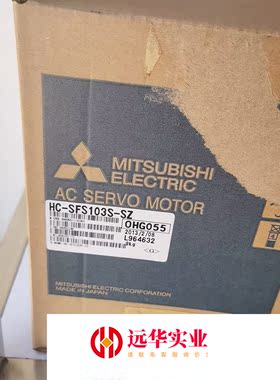 MITSUBISHI
ELECTRIC
AC SERVO MOTOR
HC-SFS103S-SZ
OHG055
2013/2/08
L964632
<G>
MITSUBISHI ELECTRIC CORPORATION
MADE IN JAPAN
远华实业